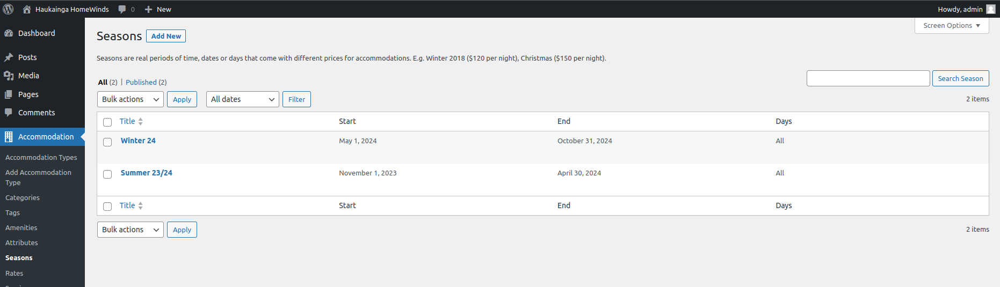 Haukainga HomeWinds 0 New Howdy, admin
Screen Options
Dashboard
Posts
Media
Pages
Comments
Accommodation
Accommodation Types
Add Accommodation
Type
Categories
Tags
Amenities
Attributes
Seasons
Rates
Seasons Add New
Seasons are real periods of time, dates or days that come with different prices for accommodations. E.g. Winter 2018 ($120 per night), Christmas ($150 per night).
All (2) | Published (2)
Search Season
Bulk actions Apply All dates Filter 2 items
Title Start End Days
Winter 24 May 1, 2024 October 31, 2024 All
Summer 23/24 November 1, 2023 April 30, 2024 All
Title Start End Days
Bulk actions Apply 2 items